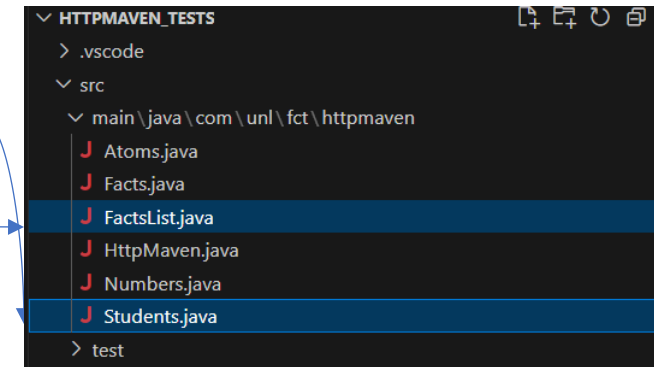 HTTPMAVEN_TESTS
.vscode
src
main\java\com\unl\fct\httpmaven
J Atoms.java
J Facts.java
J FactsList.java
J HttpMaven.java
J Numbers.java
J Students.java
test